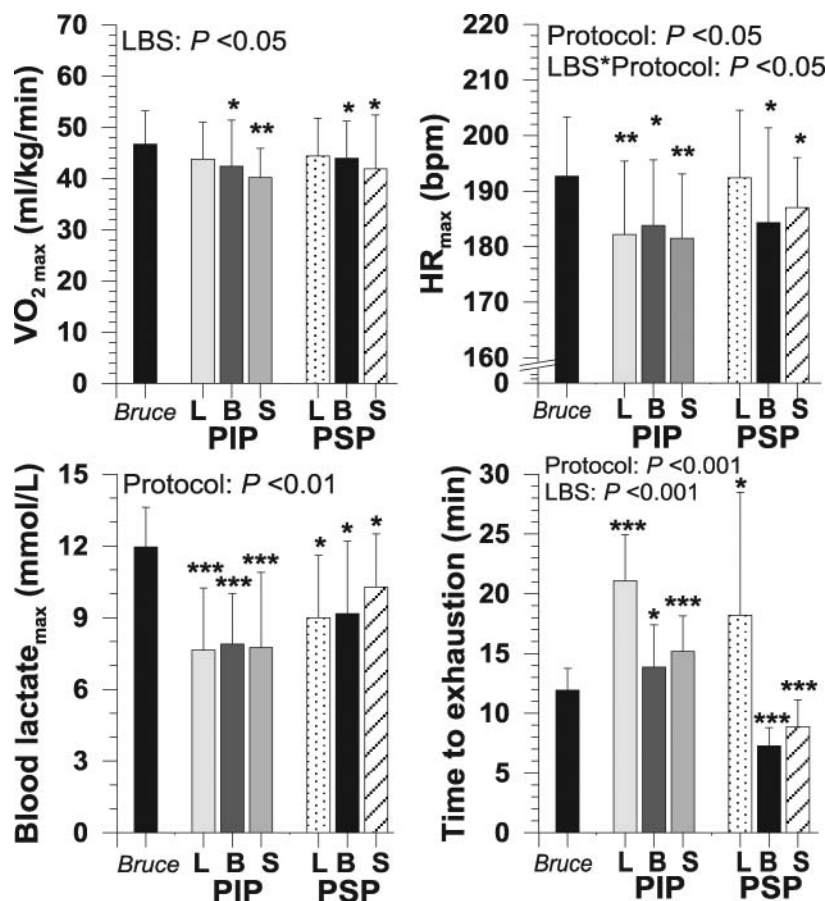 VO2 max (ml/kg/min)
70
60
50
40
30
20
10
0
LBS: P <0.05
*
**
*
*
Bruce L B S L B S
PIP PSP
HRmax (bpm)
220
210
200
190
180
170
160
0
Protocol: P <0.05
LBS*Protocol: P <0.05
**
*
**
*
*
Bruce L B S L B S
PIP PSP
Blood lactatemax (mmol/L)
15
12
9
6
3
0
Protocol: P <0.01
***
***
***
*
*
*
Bruce L B S L B S
PIP PSP
Time to exhaustion (min)
30
25
20
15
10
5
0
Protocol: P <0.001
LBS: P <0.001
***
*
***
*
***
***
Bruce L B S L B S
PIP PSP